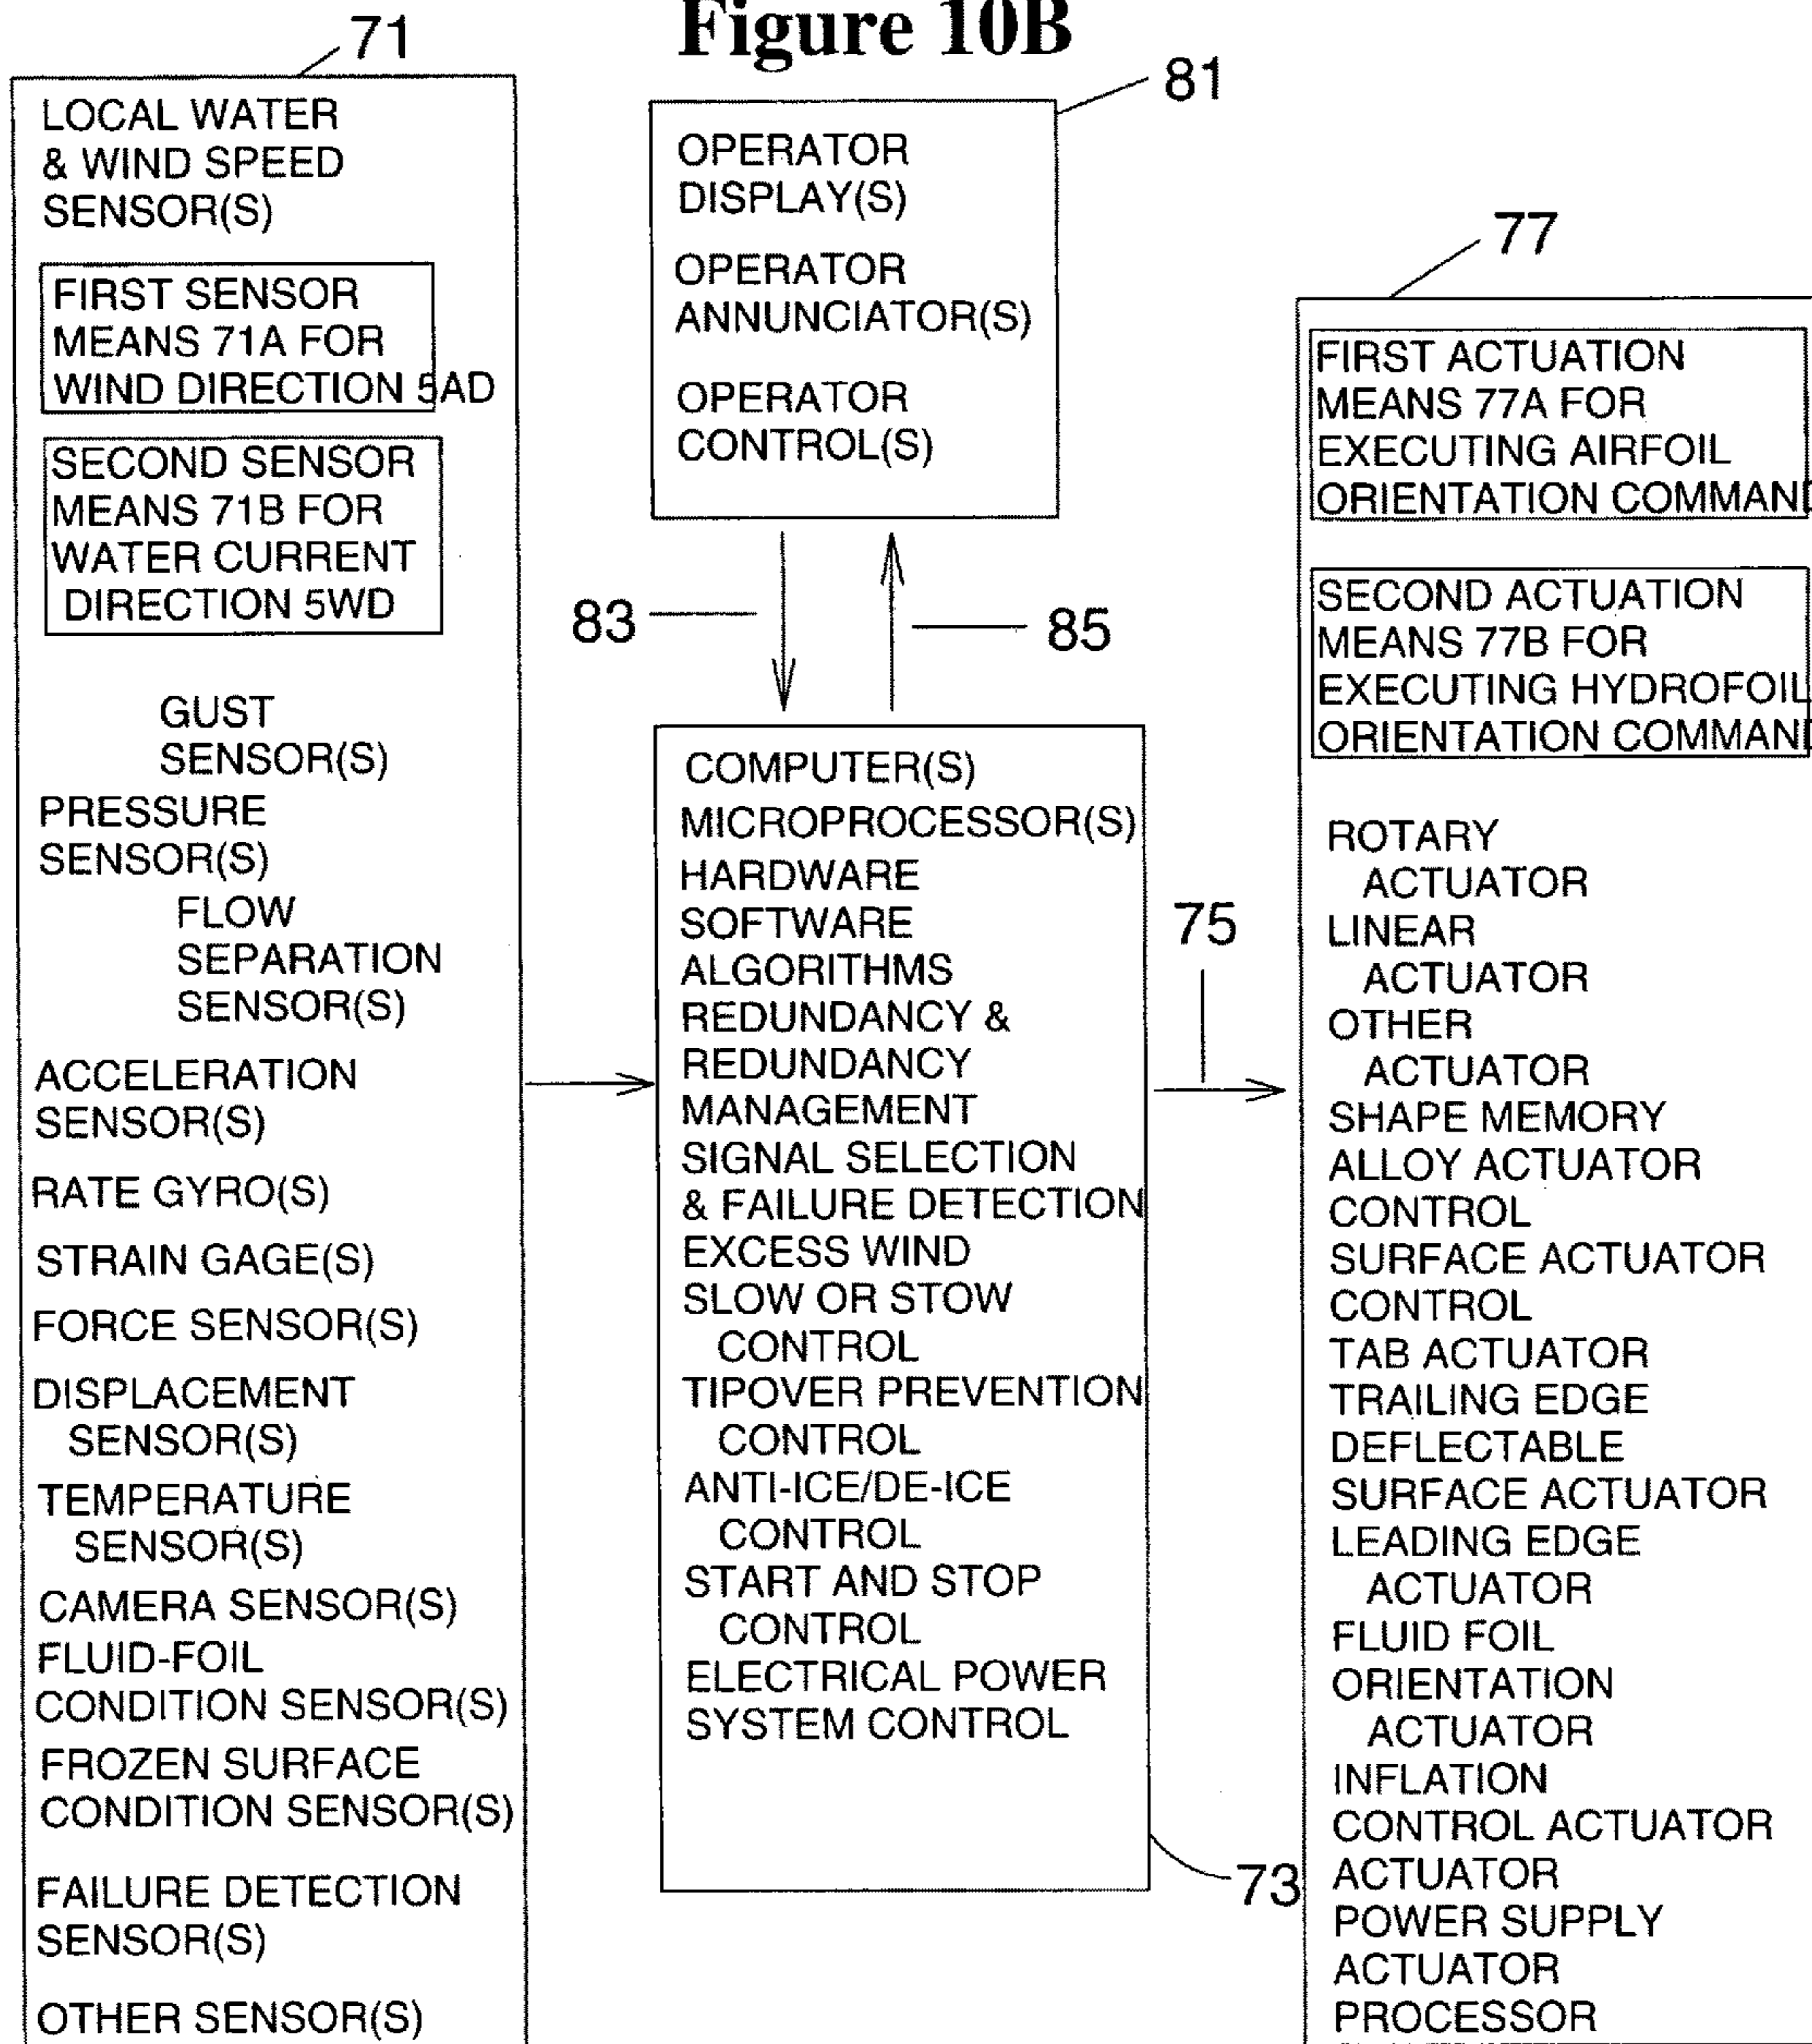 Figure 10B
71
LOCAL WATER
& WIND SPEED
SENSOR(S)
FIRST SENSOR
MEANS 71A FOR
WIND DIRECTION 5AD
SECOND SENSOR
MEANS 71B FOR
WATER CURRENT
DIRECTION 5WD
GUST
SENSOR(S)
PRESSURE
SENSOR(S)
FLOW
SEPARATION
SENSOR(S)
ACCELERATION
SENSOR(S)
RATE GYRO(S)
STRAIN GAGE(S)
FORCE SENSOR(S)
DISPLACEMENT
SENSOR(S)
TEMPERATURE
SENSOR(S)
CAMERA SENSOR(S)
FLUID-FOIL
CONDITION SENSOR(S)
FROZEN SURFACE
CONDITION SENSOR(S)
FAILURE DETECTION
SENSOR(S)
OTHER SENSOR(S)
81
OPERATOR
DISPLAY(S)
OPERATOR
ANNUNCIATOR(S)
OPERATOR
CONTROL(S)
83
85
COMPUTER(S)
MICROPROCESSOR(S)
HARDWARE
SOFTWARE
ALGORITHMS
REDUNDANCY &
REDUNDANCY
MANAGEMENT
SIGNAL SELECTION
& FAILURE DETECTION
EXCESS WIND
SLOW OR STOW
CONTROL
TIPOVER PREVENTION
CONTROL
ANTI-ICE/DE-ICE
CONTROL
START AND STOP
CONTROL
ELECTRICAL POWER
SYSTEM CONTROL
73
75
77
FIRST ACTUATION
MEANS 77A FOR
EXECUTING AIRFOIL
ORIENTATION COMMAND
SECOND ACTUATION
MEANS 77B FOR
EXECUTING HYDROFOIL
ORIENTATION COMMAND
ROTARY
ACTUATOR
LINEAR
ACTUATOR
OTHER
ACTUATOR
SHAPE MEMORY
ALLOY ACTUATOR
CONTROL
SURFACE ACTUATOR
CONTROL
TAB ACTUATOR
TRAILING EDGE
DEFLECTABLE
SURFACE ACTUATOR
LEADING EDGE
ACTUATOR
FLUID FOIL
ORIENTATION
ACTUATOR
INFLATION
CONTROL ACTUATOR
ACTUATOR
POWER SUPPLY
ACTUATOR
PROCESSOR